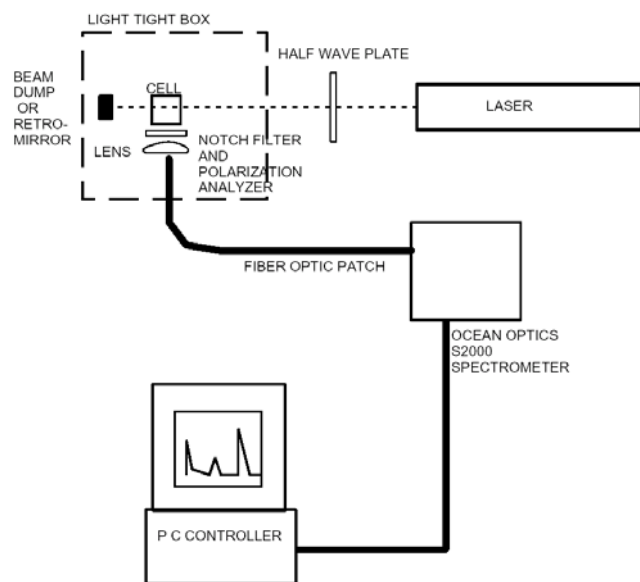 LIGHT TIGHT BOX
HALF WAVE PLATE
BEAM
DUMP
OR
RETRO-
MIRROR
CELL
LASER
LENS
NOTCH FILTER
AND
POLARIZATION
ANALYZER
FIBER OPTIC PATCH
OCEAN OPTICS
S2000
SPECTROMETER
P C CONTROLLER